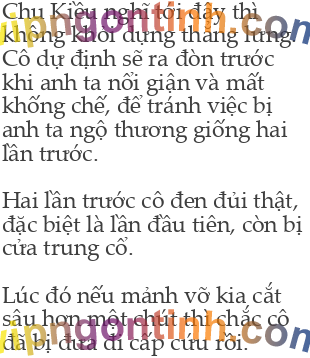 Chu Kiều nghĩ tới đây thì
không khỏi dựng thẳng lưng.
Cô dự định sẽ ra đòn trước
khi anh ta nổi giận và mất
khống chế, để tránh việc bị
anh ta ngộ thương giống hai
lần trước.

Hai lần trước cô đen đủi thật,
đặc biệt là lần đầu tiên, còn bị
cửa trung cổ.

Lúc đó nếu mảnh vỡ kia cắt
sâu hơn một chút thì chắc cô
đã bị đưa đi cấp cứu rồi.
vipngontinh.com
vipngontinh.com